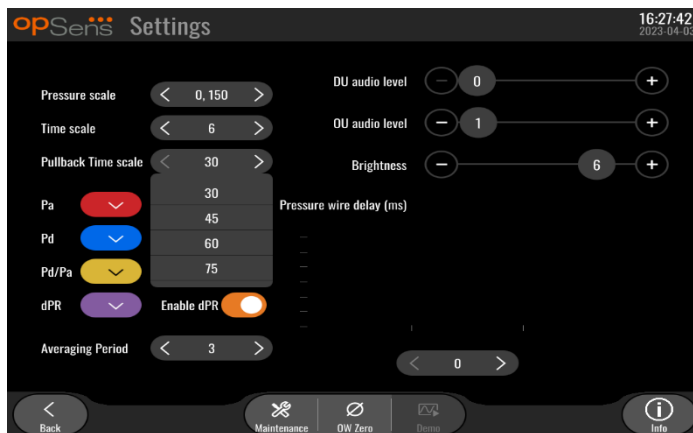 opSens Settings
16:27:42
2023-04-03
Pressure scale
0, 150
Time scale
6
Pullback Time scale
30
30
45
60
75
Pa
Pd
Pd/Pa
dPR
Enable dPR
Averaging Period
3
DU audio level
0
OU audio level
1
Brightness
6
Pressure wire delay (ms)
0
Back
Maintenance
OW Zero
Demo
Info